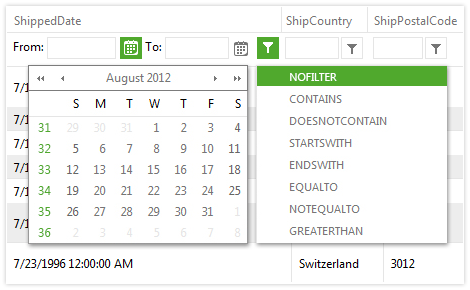 ShippedDate ShipCountry ShipPostalCode
From: To:
August 2012
S M T W T F S
31 29 30 31 1 2 3 4
32 5 6 7 8 9 10 11
33 12 13 14 15 16 17 18
34 19 20 21 22 23 24 25
35 26 27 28 29 30 31 1
36 2 3 4 5 6 7 8
NOFILTER
CONTAINS
DOESNOTCONTAIN
STARTSWITH
ENDSWITH
EQUALTO
NOTEQUALTO
GREATERTHAN
7/1
7/1
7/1
7/1
7/1
7/23/1996 12:00:00 AM Switzerland 3012